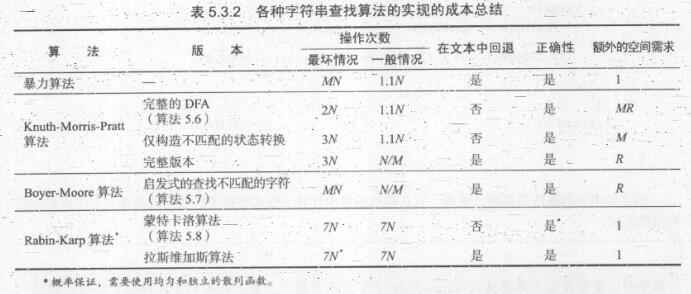 表 5.3.2 各种字符串查找算法的实现的成本总结
算 法 版 本 操作次数 在文本中回退 正确性 额外的空间需求
最坏情况 一般情况
暴力算法 — MN 1.1N 是 是 1
Knuth-Morris-Pratt 算法 完整的 DFA（算法 5.6） 2N 1.1N 否 是 MR
仅构造不匹配的状态转换 3N 1.1N 否 是 M
完整版本 3N N/M 是 是 R
Boyer-Moore 算法 启发式的查找不匹配的字符（算法 5.7） MN N/M 是 是 R
Rabin-Karp 算法* 蒙特卡洛算法（算法 5.8） 7N 7N 否 是* 1
拉斯维加斯算法 7N* 7N 是 是 1
* 概率保证，需要使用均匀和独立的散列函数。